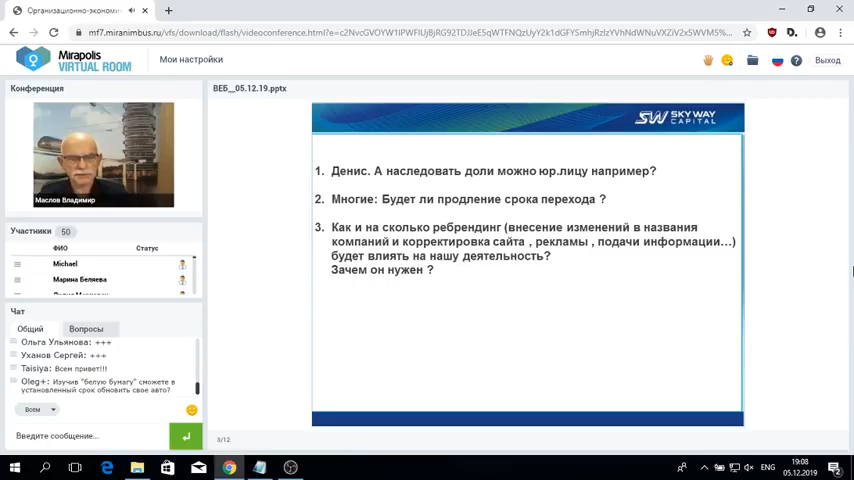 Организационно-экономи
mf7.miranimbus.ru/vfs/download/flash/videoconference.html?e=
Mirapolis
VIRTUAL ROOM
Мои настройки
Выход
Конференция
ВЕБ__05.12.19.pptx
SKY WAY
CAPITAL
Маслов Владимир
1. Денис. А наследовать доли можно юр.лицу например?
2. Многие: Будет ли продление срока перехода ?
3. Как и на сколько ребрендинг (внесение изменений в названия
компаний и корректировка сайта , рекламы , подачи информации...)
будет влиять на нашу деятельность?
Зачем он нужен ?
Участники 50
ФИО Статус
Michael
Марина Беляева
Чат
Общий Вопросы
Ольга Ульянова: +++
Уханов Сергей: +++
Taisiya: Всем привет!!!
Oleg+: Изучив "белую бумагу" сможете в
установленный срок обновить свое авто?
Всем
Введите сообщение...
3/12
ENG
19:08
05.12.2019
2